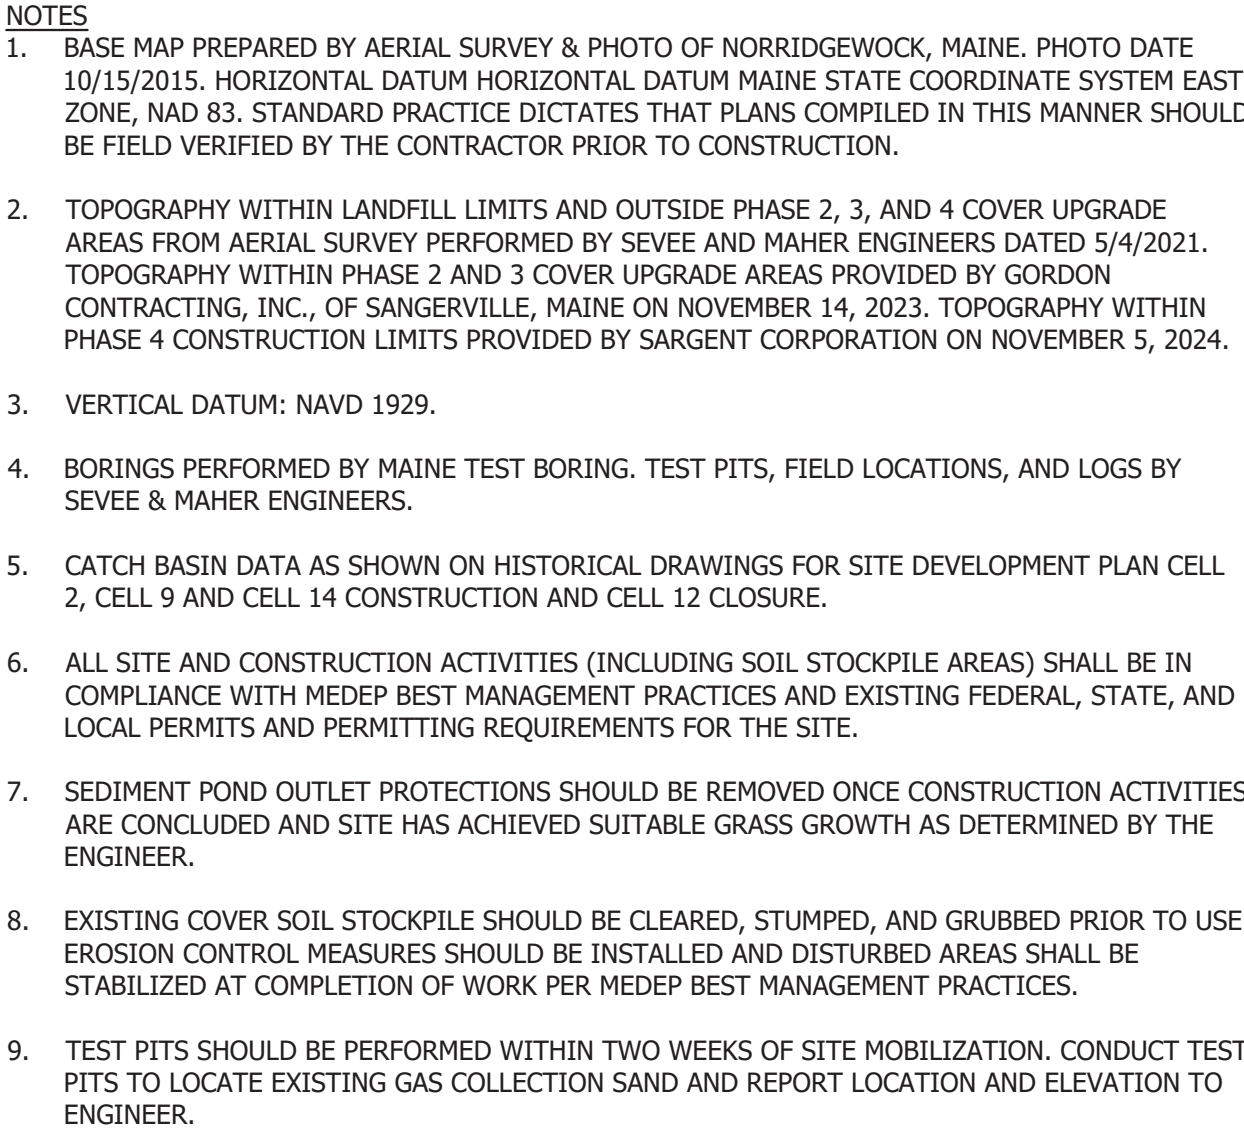 NOTES
1. BASE MAP PREPARED BY AERIAL SURVEY & PHOTO OF NORRIDGEWOCK, MAINE. PHOTO DATE
10/15/2015. HORIZONTAL DATUM HORIZONTAL DATUM MAINE STATE COORDINATE SYSTEM EAST
ZONE, NAD 83. STANDARD PRACTICE DICTATES THAT PLANS COMPILED IN THIS MANNER SHOULD
BE FIELD VERIFIED BY THE CONTRACTOR PRIOR TO CONSTRUCTION.
2. TOPOGRAPHY WITHIN LANDFILL LIMITS AND OUTSIDE PHASE 2, 3, AND 4 COVER UPGRADE
AREAS FROM AERIAL SURVEY PERFORMED BY SEVEE AND MAHER ENGINEERS DATED 5/4/2021.
TOPOGRAPHY WITHIN PHASE 2 AND 3 COVER UPGRADE AREAS PROVIDED BY GORDON
CONTRACTING, INC., OF SANGERVILLE, MAINE ON NOVEMBER 14, 2023. TOPOGRAPHY WITHIN
PHASE 4 CONSTRUCTION LIMITS PROVIDED BY SARGENT CORPORATION ON NOVEMBER 5, 2024.
3. VERTICAL DATUM: NAVD 1929.
4. BORINGS PERFORMED BY MAINE TEST BORING. TEST PITS, FIELD LOCATIONS, AND LOGS BY
SEVEE & MAHER ENGINEERS.
5. CATCH BASIN DATA AS SHOWN ON HISTORICAL DRAWINGS FOR SITE DEVELOPMENT PLAN CELL
2, CELL 9 AND CELL 14 CONSTRUCTION AND CELL 12 CLOSURE.
6. ALL SITE AND CONSTRUCTION ACTIVITIES (INCLUDING SOIL STOCKPILE AREAS) SHALL BE IN
COMPLIANCE WITH MEDEP BEST MANAGEMENT PRACTICES AND EXISTING FEDERAL, STATE, AND
LOCAL PERMITS AND PERMITTING REQUIREMENTS FOR THE SITE.
7. SEDIMENT POND OUTLET PROTECTIONS SHOULD BE REMOVED ONCE CONSTRUCTION ACTIVITIES
ARE CONCLUDED AND SITE HAS ACHIEVED SUITABLE GRASS GROWTH AS DETERMINED BY THE
ENGINEER.
8. EXISTING COVER SOIL STOCKPILE SHOULD BE CLEARED, STUMPED, AND GRUBBED PRIOR TO USE
EROSION CONTROL MEASURES SHOULD BE INSTALLED AND DISTURBED AREAS SHALL BE
STABILIZED AT COMPLETION OF WORK PER MEDEP BEST MANAGEMENT PRACTICES.
9. TEST PITS SHOULD BE PERFORMED WITHIN TWO WEEKS OF SITE MOBILIZATION. CONDUCT TEST
PITS TO LOCATE EXISTING GAS COLLECTION SAND AND REPORT LOCATION AND ELEVATION TO
ENGINEER.